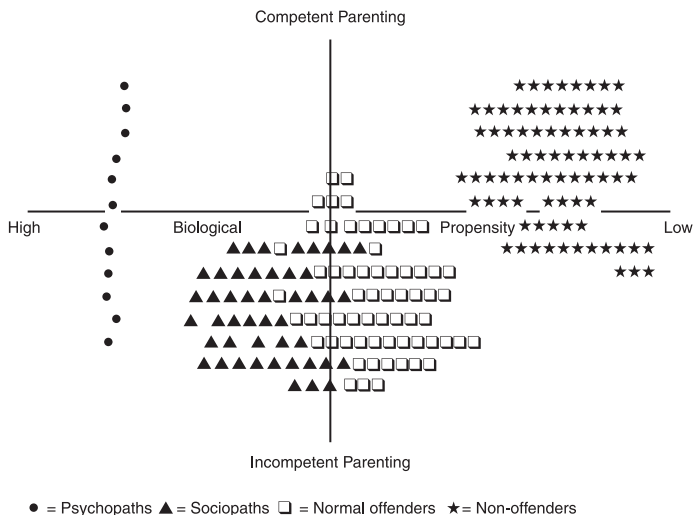 Competent Parenting
High Biological Propensity Low
Incompetent Parenting
= Psychopaths = Sociopaths = Normal offenders = Non-offenders